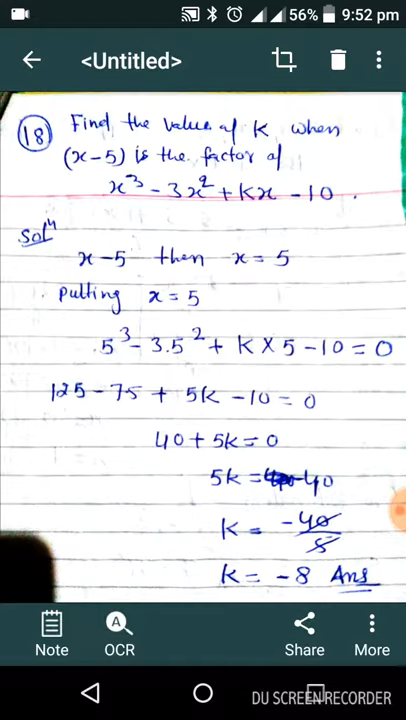 56% 9:52 pm
<Untitled>
18 Find the value of K when
(x-5) is the factor of
x³ - 3x² + Kx - 10.
Solⁿ
x-5 then x = 5
putting x = 5
5³ - 3.5² + K × 5 - 10 = 0
125 - 75 + 5K - 10 = 0
40 + 5K = 0
5K = -40
K = -40/5
K = -8 Ans
Note OCR Share More
DU SCREEN RECORDER